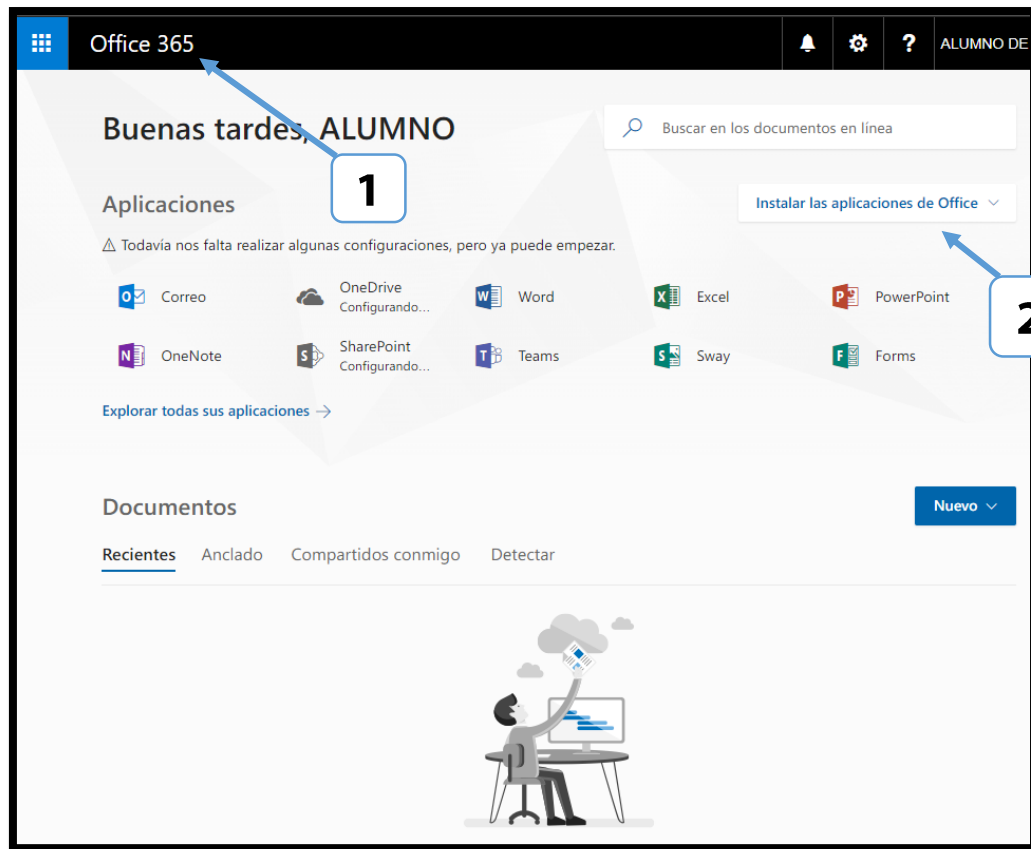 Office 365
?
ALUMNO DE
Buenas tardes, ALUMNO
Buscar en los documentos en línea
1
Aplicaciones
Instalar las aplicaciones de Office
Todavía nos falta realizar algunas configuraciones, pero ya puede empezar.
2
Correo
OneDrive
Configurando...
Word
Excel
PowerPoint
OneNote
SharePoint
Configurando...
Teams
Sway
Forms
Explorar todas sus aplicaciones →
Documentos
Nuevo
Recientes Anclado Compartidos conmigo Detectar